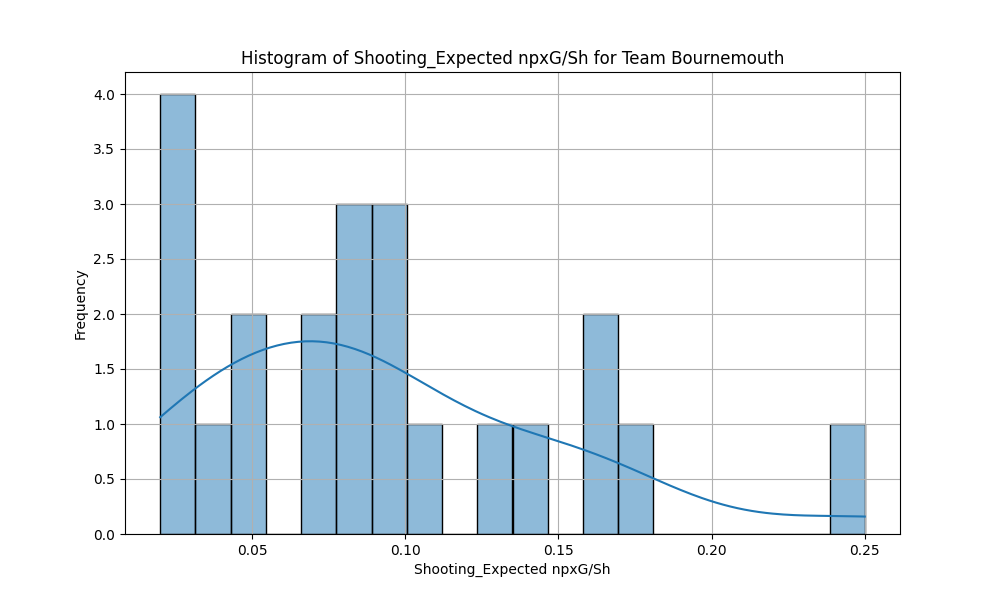 Histogram of Shooting_Expected npxG/Sh for Team Bournemouth
Frequency
4.0
3.5
3.0
2.5
2.0
1.5
1.0
0.5
0.0
0.05 0.10 0.15 0.20 0.25
Shooting_Expected npxG/Sh